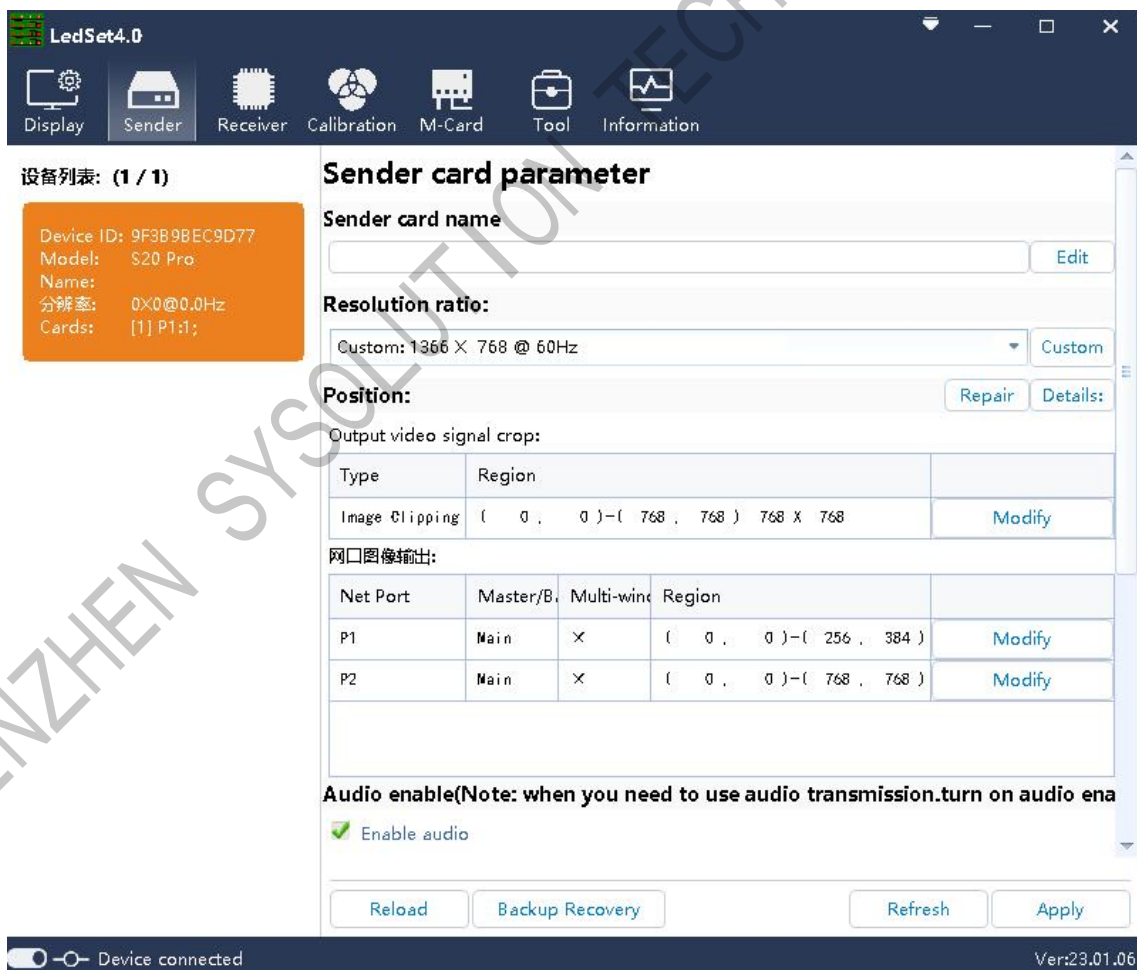 LedSet4.0
Display Sender Receiver Calibration M-Card Tool Information
设备列表: (1 / 1)
Device ID: 9F3B9BEC9D77
Model: S20 Pro
Name:
分辨率: 0X0@0.0Hz
Cards: [1] P1:1;
Sender card parameter
Sender card name
Edit
Resolution ratio:
Custom: 1366 X 768 @ 60Hz Custom
Position: Repair Details:
Output video signal crop:
Type Region
Image Clipping ( 0 , 0 )-( 768 , 768 ) 768 X 768 Modify
网口图像输出:
Net Port Master/B. Multi-wind Region
P1 Main × ( 0 , 0 )-( 256 , 384 ) Modify
P2 Main × ( 0 , 0 )-( 768 , 768 ) Modify
Audio enable(Note: when you need to use audio transmission.turn on audio ena
Enable audio
Reload Backup Recovery Refresh Apply
Device connected Ver:23.01.06
ENZHEN SYSOLUTION TECH